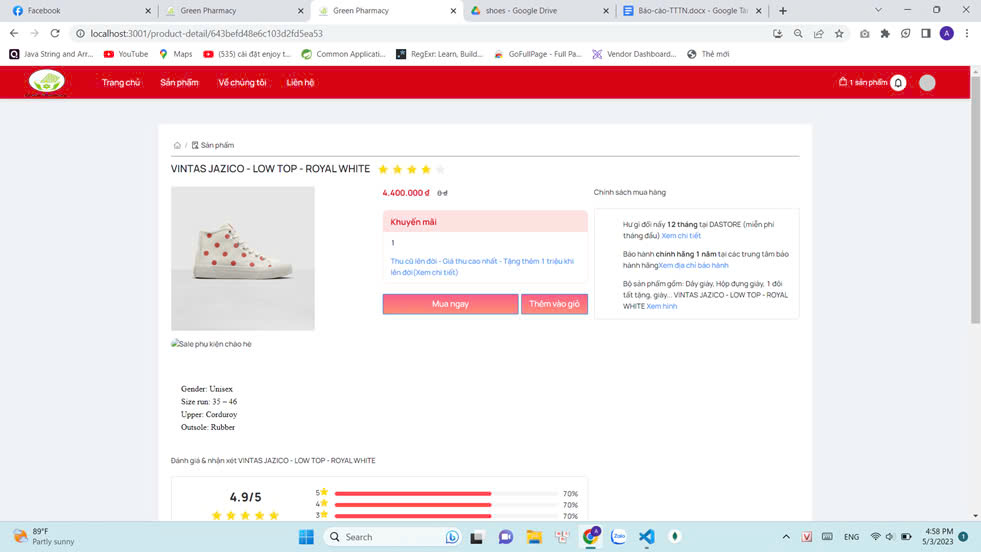 Facebook
Green Pharmacy
Green Pharmacy
shoes - Google Drive
Báo-cáo-TTTN.docx - Google Tà
localhost:3001/product-detail/643befd48e6c103d2fd5ea53
A
Java String and Arr...
YouTube
Maps
(535) cài đặt enjoy t...
Common Applicati...
RegExr: Learn, Build...
GoFullPage - Full Pa...
Vendor Dashboard...
Thẻ mới
Trang chủ
Sản phẩm
Về chúng tôi
Liên hệ
1 sản phẩm
/ Sản phẩm
VINTAS JAZICO - LOW TOP - ROYAL WHITE
4.400.000 đ 0 đ
Khuyến mãi
1
Thu cũ lên đời - Giá thu cao nhất - Tặng thêm 1 triệu khi
lên đời(Xem chi tiết)
Mua ngay
Thêm vào giỏ
Chính sách mua hàng
Hư gì đổi nấy 12 tháng tại DASTORE (miễn phí
tháng đầu) Xem chi tiết
Bảo hành chính hãng 1 năm tại các trung tâm bảo
hành hãngXem địa chỉ bảo hành
Bộ sản phẩm gồm: Dây giày, Hộp đựng giày, 1 đôi
tất tặng, giày... VINTAS JAZICO - LOW TOP - ROYAL
WHITE Xem hình
Sale phụ kiện chào hè
Gender: Unisex
Size run: 35 – 46
Upper: Corduroy
Outsole: Rubber
Đánh giá & nhận xét VINTAS JAZICO - LOW TOP - ROYAL WHITE
4.9/5
5
70%
4
70%
3
70%
89°F
Partly sunny
Search
Zalo
ENG
4:58 PM
5/3/2023
1